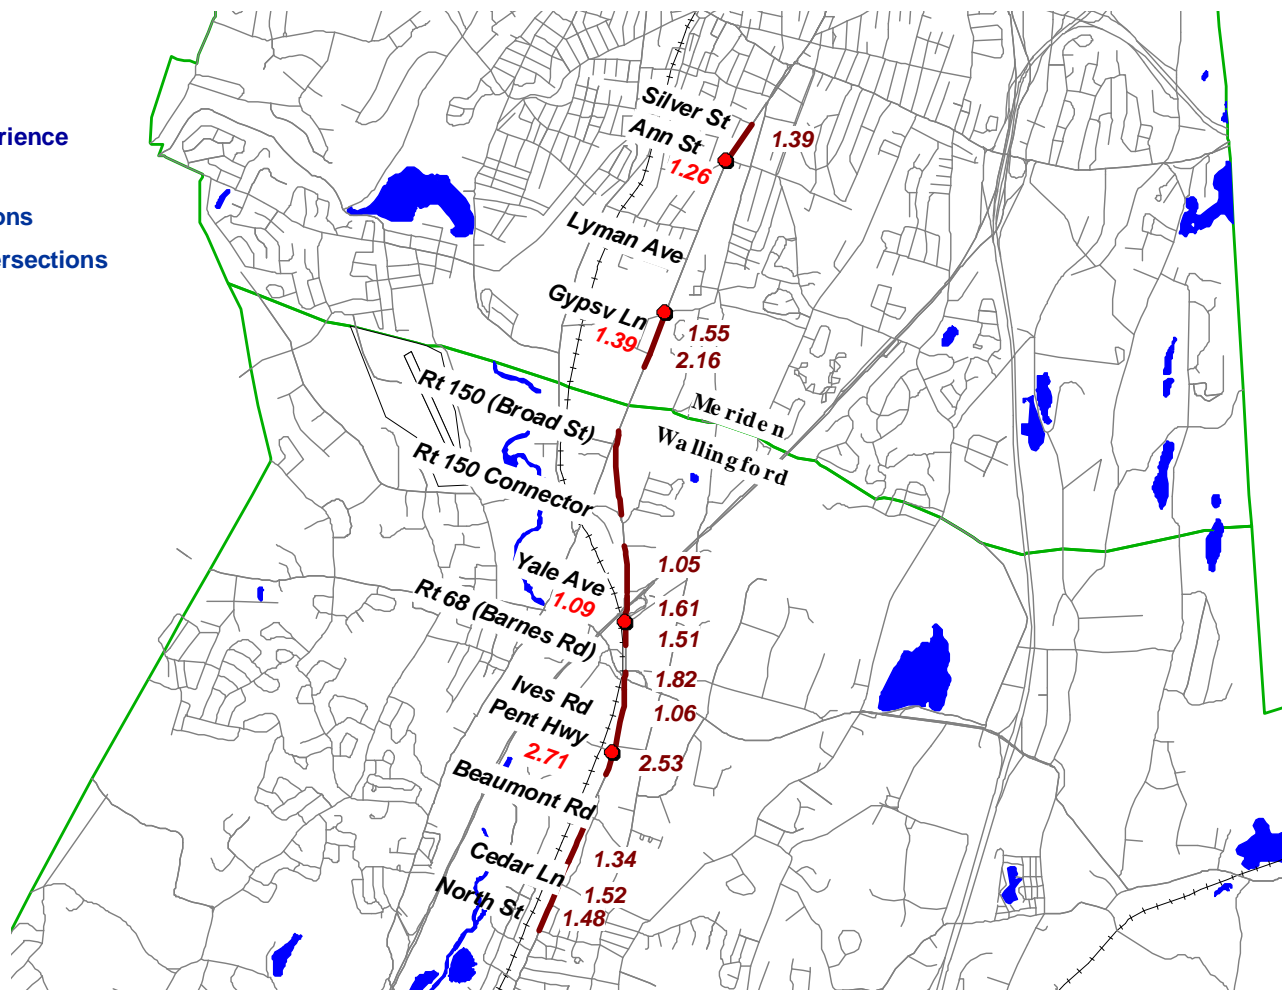 Silver St
rience
Ann St
1.39
1.26
ons
Lyman Ave
ersections
Gypsv Ln
1.39
1.55
2.16
Rt 150 (Broad St)
Meriden
Wallingford
Rt 150 Connector
Yale Ave
1.05
1.09
Rt 68 (Barnes Rd)
1.61
1.51
Ives Rd
1.82
Pent Hwy
1.06
2.71
2.53
Beaumont Rd
Cedar Ln
1.34
North St
1.52
1.48